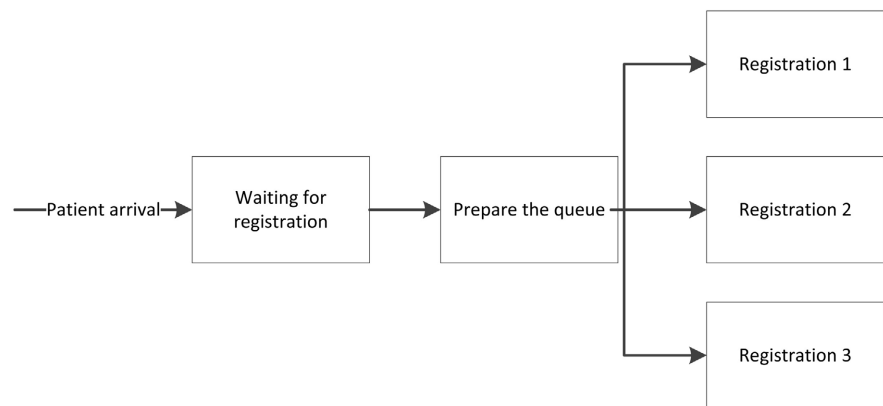 Patient arrival
Waiting for
registration
Prepare the queue
Registration 1
Registration 2
Registration 3